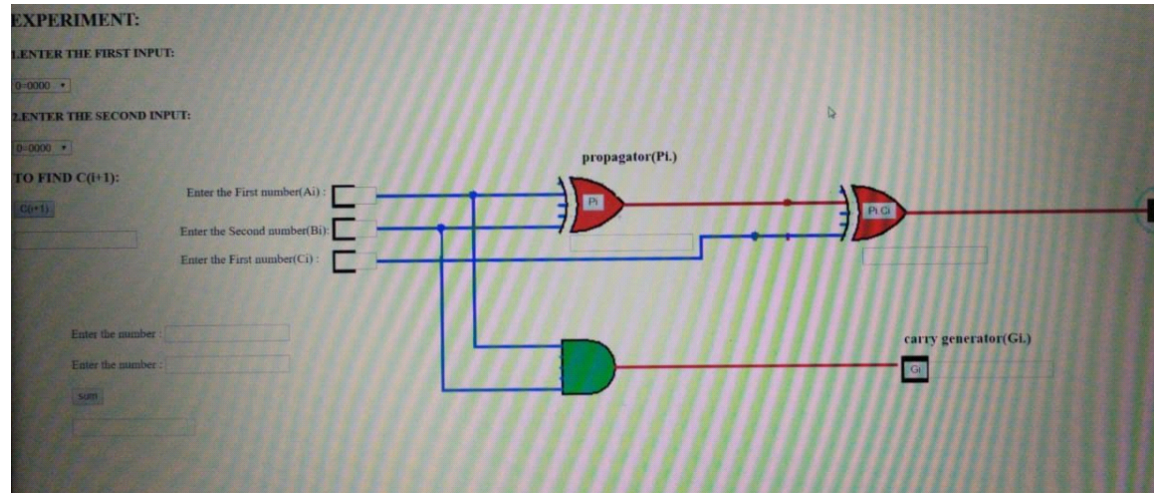 EXPERIMENT:
1.ENTER THE FIRST INPUT:
0=0000
2.ENTER THE SECOND INPUT:
0=0000
TO FIND C(i+1):
C(i+1)
propagator(Pi.)
Enter the First number(Ai) :
Pi
Pi.Ci
Enter the Second number(Bi):
Enter the First number(Ci) :
Enter the number :
carry generator(Gi.)
Enter the number :
Gi
sum